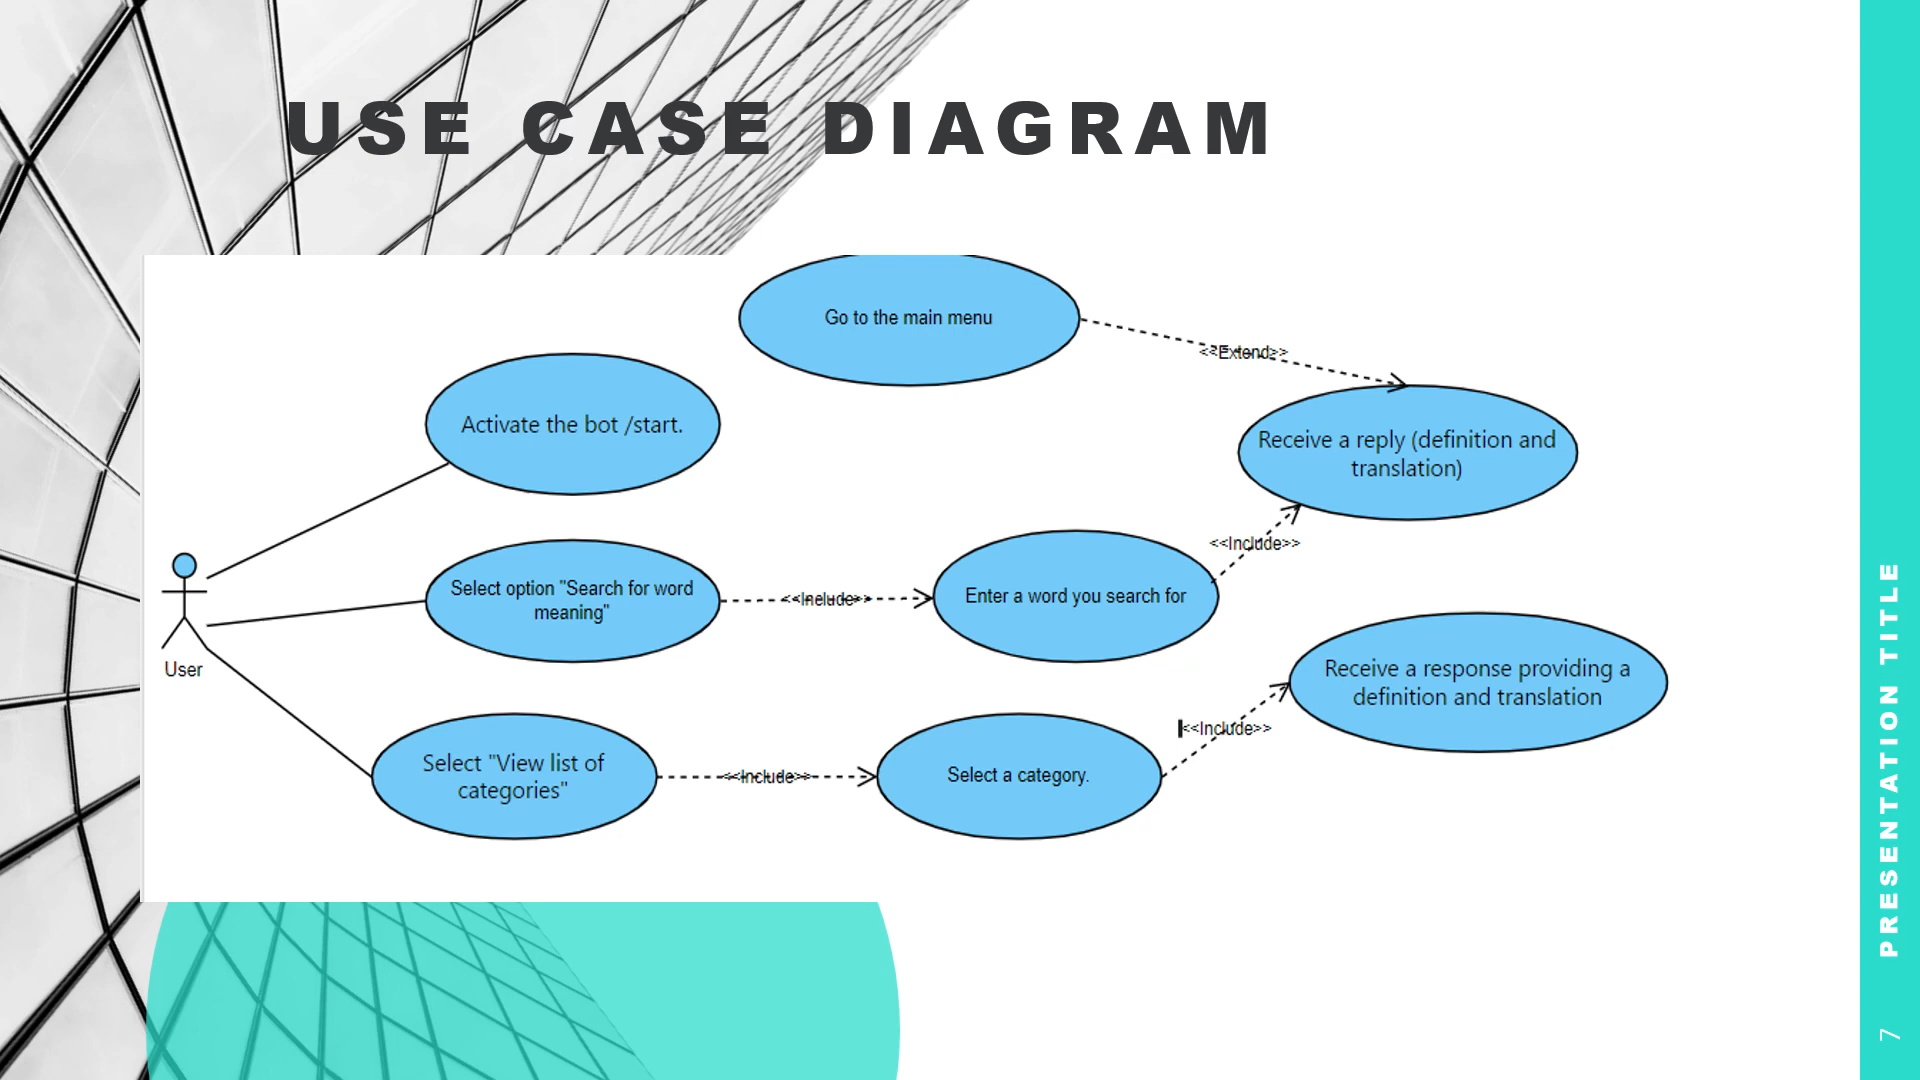 USE CASE DIAGRAM
Go to the main menu
<<Extend>>
Activate the bot /start.
Receive a reply (definition and
translation)
<<Include>>
Select option "Search for word
meaning"
<<Include>>
Enter a word you search for
User
Receive a response providing a
definition and translation
<<Include>>
Select "View list of
categories"
<<Include>>
Select a category.
PRESENTATION TITLE
7